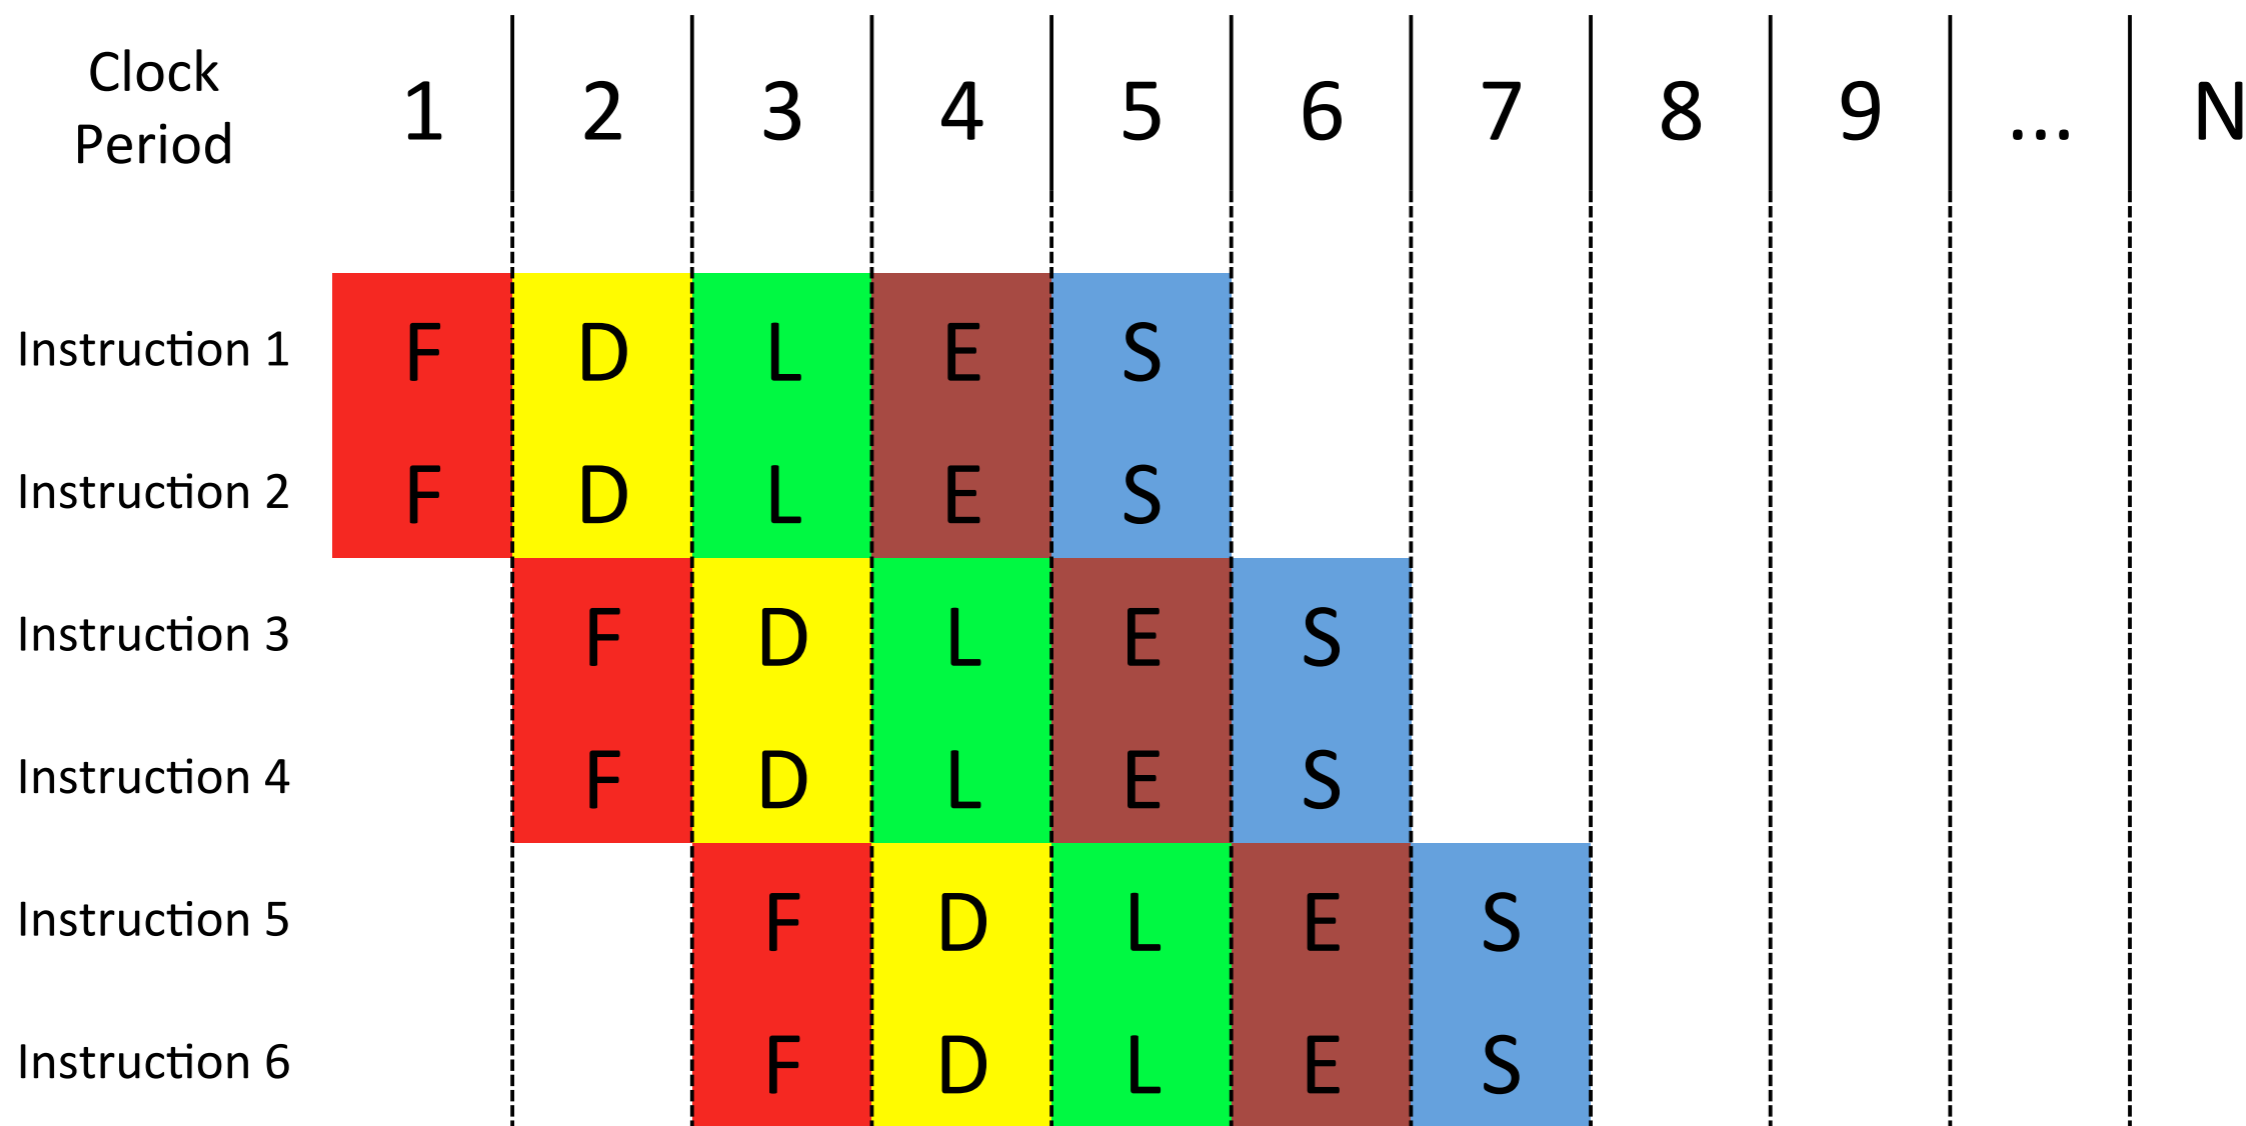 Clock
Period
1 2 3 4 5 6 7 8 9 ... N
Instruction 1 F D L E S
Instruction 2 F D L E S
Instruction 3 F D L E S
Instruction 4 F D L E S
Instruction 5 F D L E S
Instruction 6 F D L E S